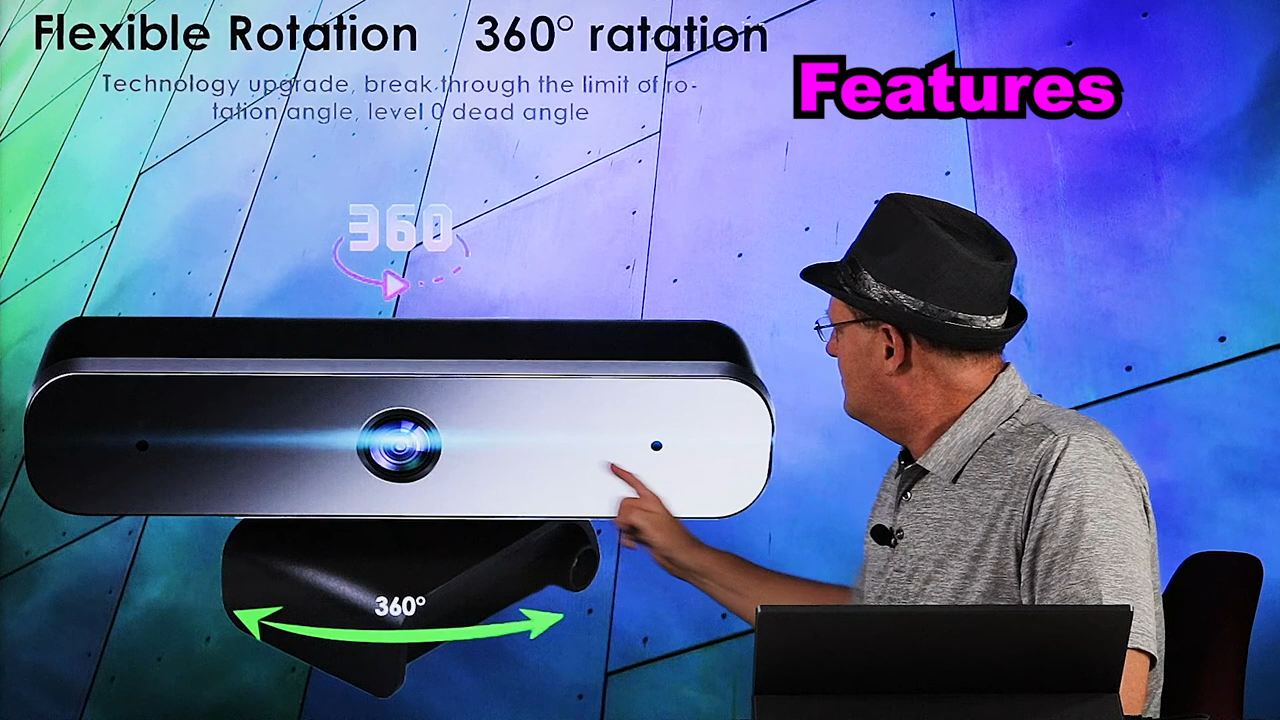 Flexible Rotation 360° ratation
Technology upgrade, break through the limit of ro-
tation angle, level 0 dead angle
Features
360
360°